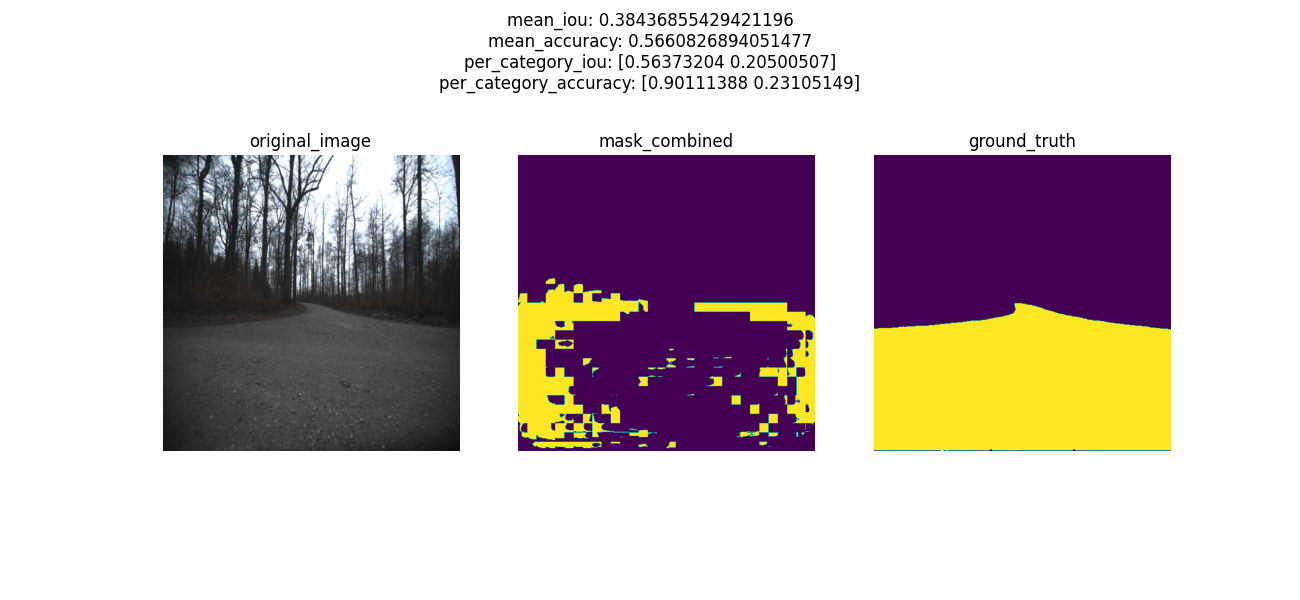 mean_iou: 0.38436855429421196
mean_accuracy: 0.5660826894051477
per_category_iou: [0.56373204 0.20500507]
per_category_accuracy: [0.90111388 0.23105149]
original_image
mask_combined
ground_truth